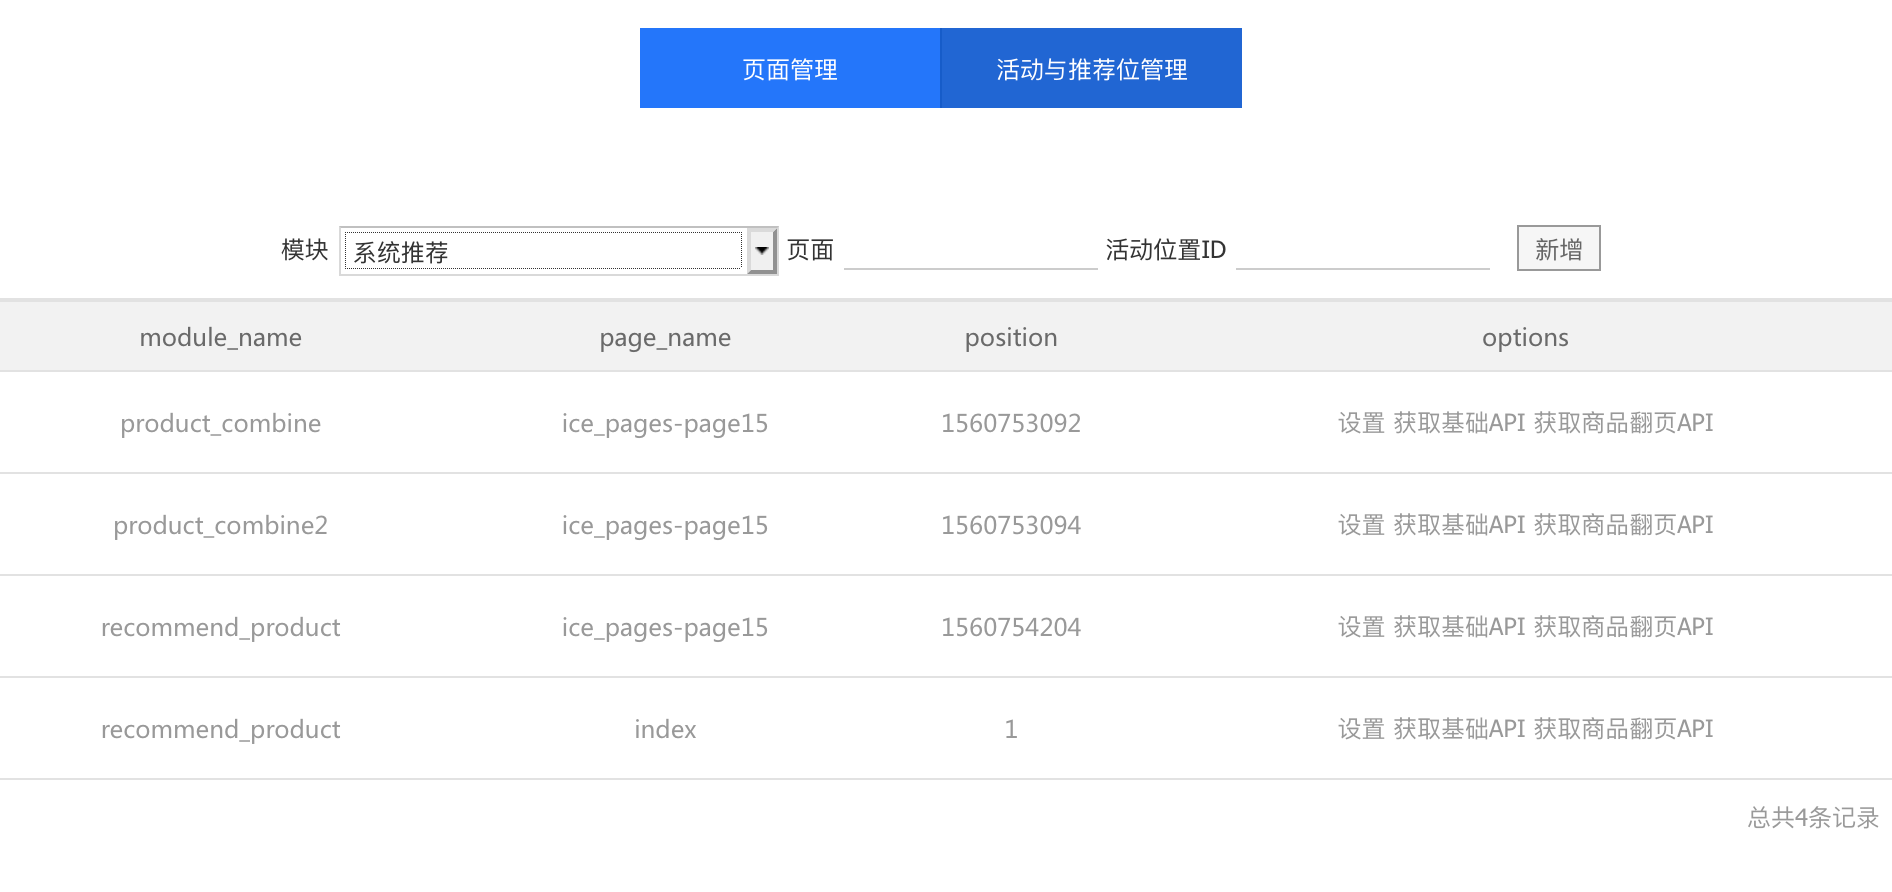 页面管理 活动与推荐位管理
模块 系统推荐 页面 活动位置ID 新增
module_name page_name position options
product_combine ice_pages-page15 1560753092 设置 获取基础API 获取商品翻页API
product_combine2 ice_pages-page15 1560753094 设置 获取基础API 获取商品翻页API
recommend_product ice_pages-page15 1560754204 设置 获取基础API 获取商品翻页API
recommend_product index 1 设置 获取基础API 获取商品翻页API
总共4条记录